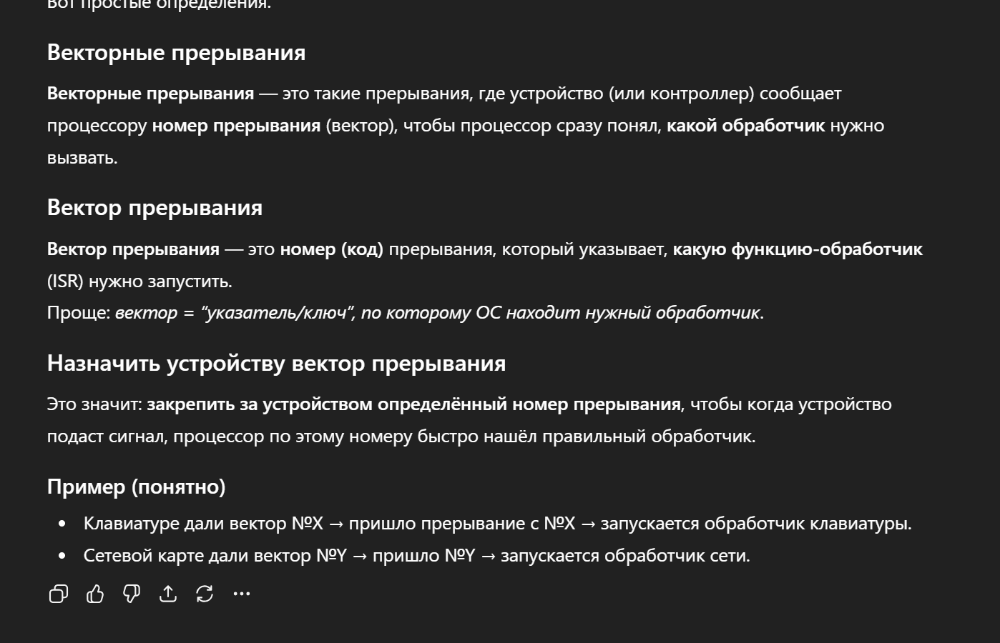 Вот простые определения.
Векторные прерывания
Векторные прерывания — это такие прерывания, где устройство (или контроллер) сообщает
процессору номер прерывания (вектор), чтобы процессор сразу понял, какой обработчик нужно
вызвать.
Вектор прерывания
Вектор прерывания — это номер (код) прерывания, который указывает, какую функцию-обработчик
(ISR) нужно запустить.
Проще: вектор = “указатель/ключ”, по которому ОС находит нужный обработчик.
Назначить устройству вектор прерывания
Это значит: закрепить за устройством определённый номер прерывания, чтобы когда устройство
подаст сигнал, процессор по этому номеру быстро нашёл правильный обработчик.
Пример (понятно)
• Клавиатуре дали вектор №X → пришло прерывание с №X → запускается обработчик клавиатуры.
• Сетевой карте дали вектор №Y → пришло №Y → запускается обработчик сети.